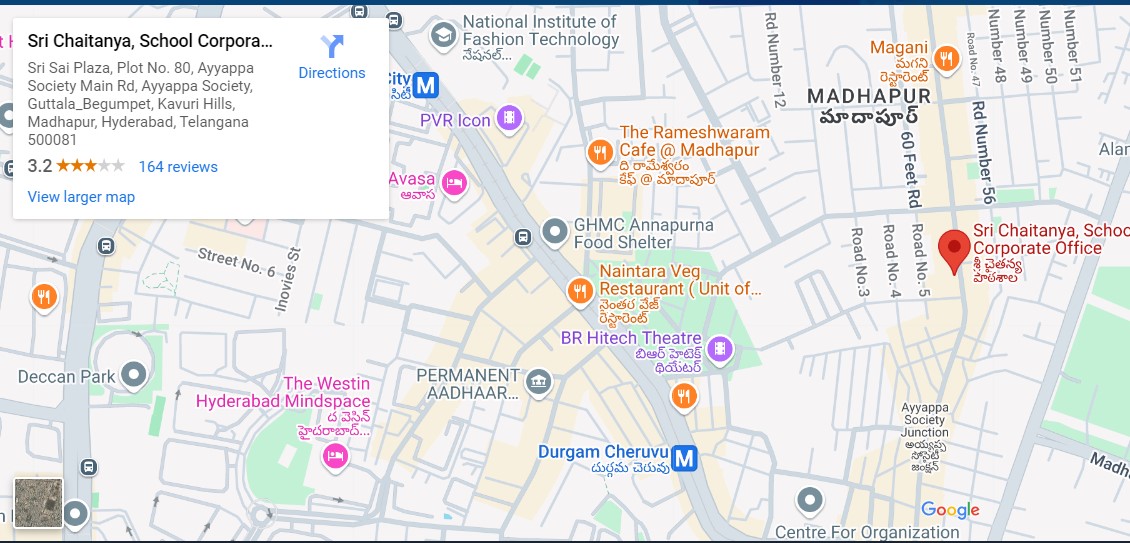 Sri Chaitanya, School Corpora...
Directions
Sri Sai Plaza, Plot No. 80, Ayyappa
Society Main Rd, Ayyappa Society,
Guttala_Begumpet, Kavuri Hills,
Madhapur, Hyderabad, Telangana
500081
3.2
164 reviews
View larger map
National Institute of
Fashion Technology
నేషనల్...
City
సిటీ
PVR Icon
Avasa
ఆవాస
The Rameshwaram
Cafe @ Madhapur
ది రామేశ్వరం
కేఫ్ @ మాదాపూర్
GHMC Annapurna
Food Shelter
Naintara Veg
Restaurant ( Unit of...
నైంతర వేజ్
రెస్టారెంట్
BR Hitech Theatre
బిఆర్ హైటెక్
థియేటర్
PERMANENT
AADHAAR...
Durgam Cheruvu
దుర్గమ చెరువు
Street No. 6
Inovies St
Deccan Park
The Westin
Hyderabad Mindspace
ద వెస్టిన్
హైదరాబాద్...
Rd Number 12
Magani
మగని
రెస్టారెంట్
MADHAPUR
మాదాపూర్
60 Feet Rd
Road No. 47
Number 48
Number 49
Number 50
Number 51
Rd Number 56
Road No.3
Road No. 4
Road No. 5
Sri Chaitanya, Schoo
Corporate Office
శ్రీ చైతన్య
పాఠశాల
Ayyappa
Society
Junction
అయ్యప్ప
సొసైటీ
జంక్షన్
Google
Centre For Organization